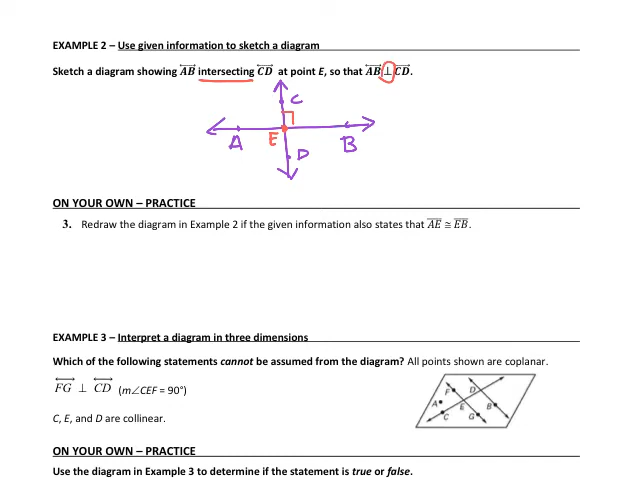 EXAMPLE 2 – Use given information to sketch a diagram
Sketch a diagram showing AB intersecting CD at point E, so that AB ⊥ CD.
C
A E D B
ON YOUR OWN – PRACTICE
3. Redraw the diagram in Example 2 if the given information also states that AE ≅ EB.
EXAMPLE 3 – Interpret a diagram in three dimensions
Which of the following statements cannot be assumed from the diagram? All points shown are coplanar.
FG ⊥ CD (m∠CEF = 90°)
F D
A E B
C G
C, E, and D are collinear.
ON YOUR OWN – PRACTICE
Use the diagram in Example 3 to determine if the statement is true or false.